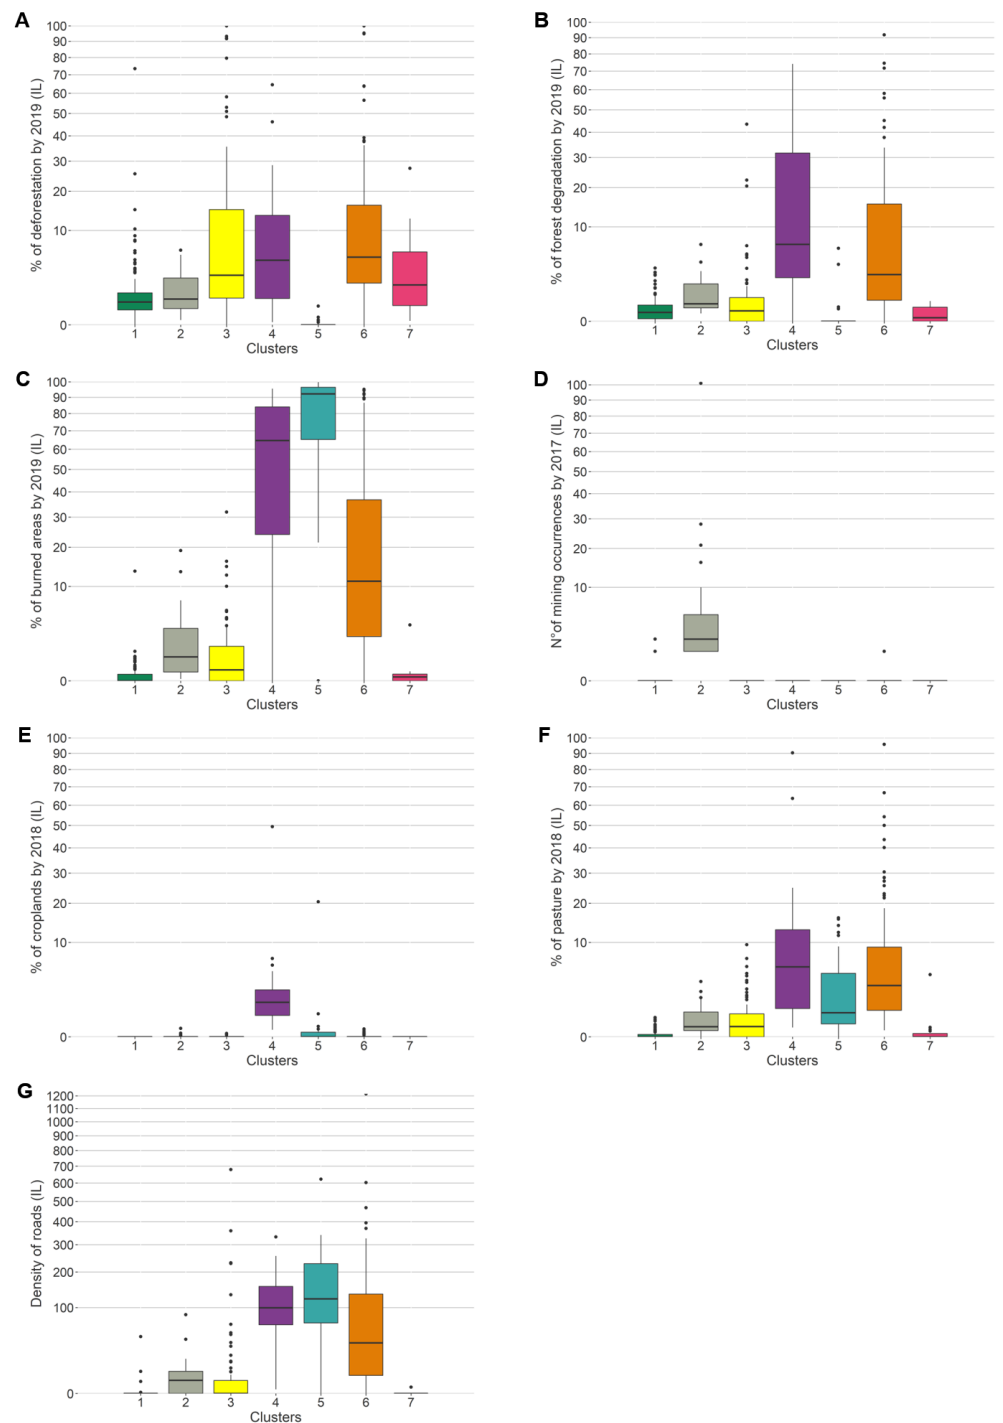 A
% of deforestation by 2019 (IL)
100
90
80
70
60
50
40
30
20
10
0
1 2 3 4 5 6 7
Clusters
B
% of forest degradation by 2019 (IL)
100
90
80
70
60
50
40
30
20
10
0
1 2 3 4 5 6 7
Clusters
C
% of burned areas by 2019 (IL)
100
90
80
70
60
50
40
30
20
10
0
1 2 3 4 5 6 7
Clusters
D
N°of mining occurrences by 2017 (IL)
100
90
80
70
60
50
40
30
20
10
0
1 2 3 4 5 6 7
Clusters
E
% of croplands by 2018 (IL)
100
90
80
70
60
50
40
30
20
10
0
1 2 3 4 5 6 7
Clusters
F
% of pasture by 2018 (IL)
100
90
80
70
60
50
40
30
20
10
0
1 2 3 4 5 6 7
Clusters
G
Density of roads (IL)
1200
1100
1000
900
800
700
600
500
400
300
200
100
0
1 2 3 4 5 6 7
Clusters